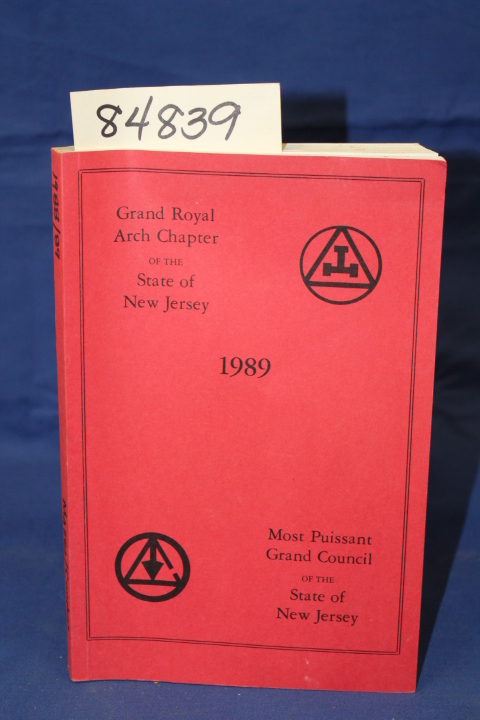 84839
Grand Royal
Arch Chapter
OF THE
State of
New Jersey
1989
Most Puissant
Grand Council
OF THE
State of
New Jersey